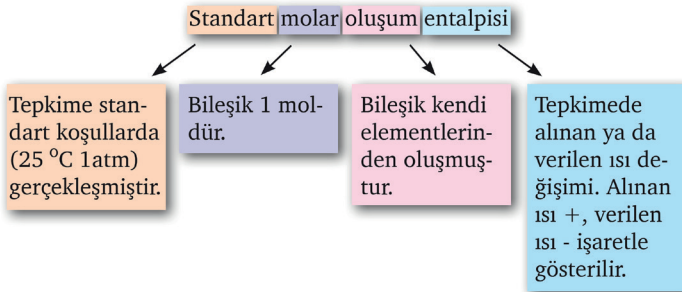 Standart molar oluşum entalpisi
Tepkime stan-
dart koşullarda
(25 °C 1atm)
gerçekleşmiştir.
Bileşik 1 mol-
dür.
Bileşik kendi
elementlerin-
den oluşmuş-
tur.
Tepkimede
alınan ya da
verilen ısı de-
ğişimi. Alınan
ısı +, verilen
ısı - işaretle
gösterilir.